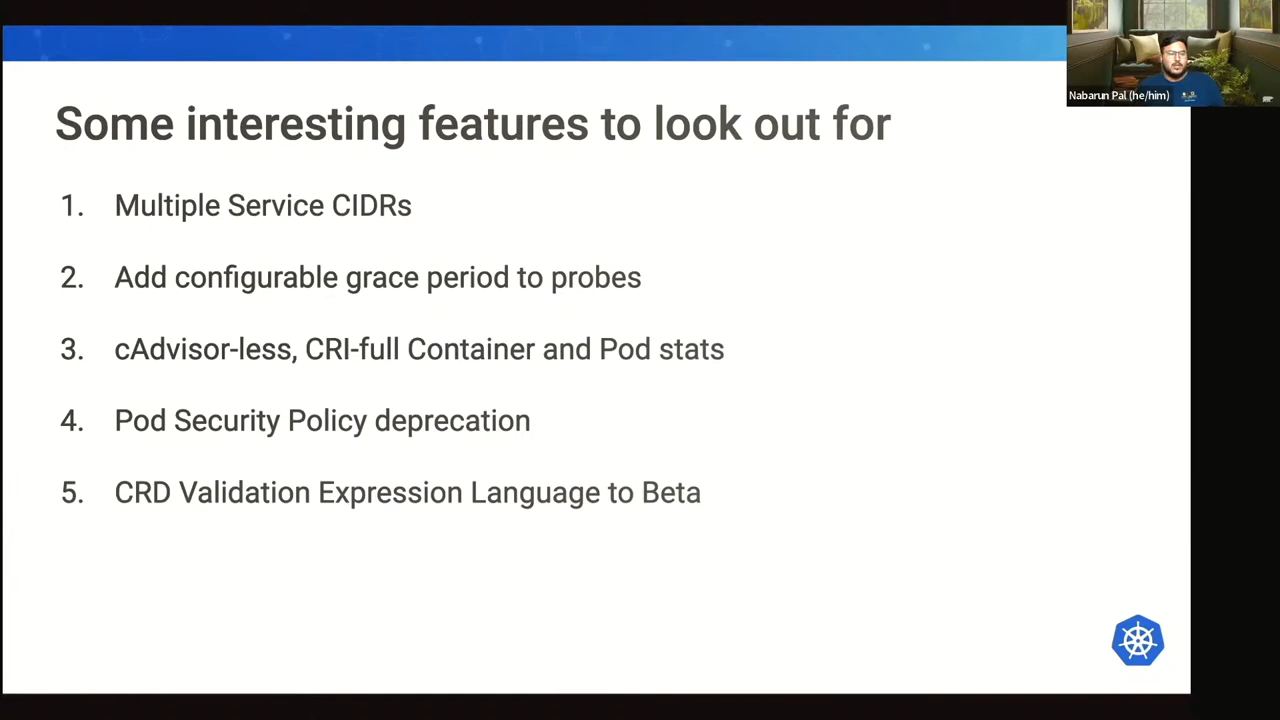 Nabarun Pal (he/him)
Some interesting features to look out for
1. Multiple Service CIDRs
2. Add configurable grace period to probes
3. cAdvisor-less, CRI-full Container and Pod stats
4. Pod Security Policy deprecation
5. CRD Validation Expression Language to Beta